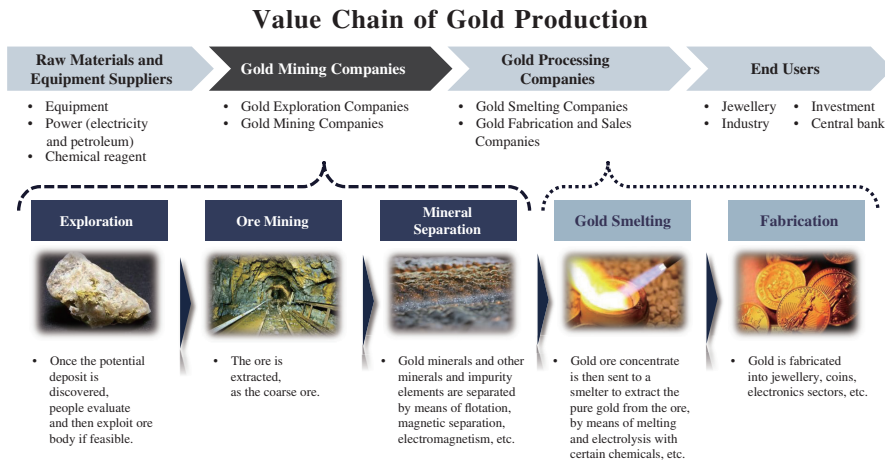 Value Chain of Gold Production
Raw Materials and
Equipment Suppliers
• Equipment
• Power (electricity
and petroleum)
• Chemical reagent
Gold Mining Companies
• Gold Exploration Companies
• Gold Mining Companies
Gold Processing
Companies
• Gold Smelting Companies
• Gold Fabrication and Sales
Companies
End Users
• Jewellery
• Industry
• Investment
• Central bank
Exploration
• Once the potential
deposit is
discovered,
people evaluate
and then exploit ore
body if feasible.
Ore Mining
• The ore is
extracted,
as the coarse ore.
Mineral
Separation
• Gold minerals and other
minerals and impurity
elements are separated
by means of flotation,
magnetic separation,
electromagnetism, etc.
Gold Smelting
• Gold ore concentrate
is then sent to a
smelter to extract the
pure gold from the ore,
by means of melting
and electrolysis with
certain chemicals, etc.
Fabrication
• Gold is fabricated
into jewellery, coins,
electronics sectors, etc.